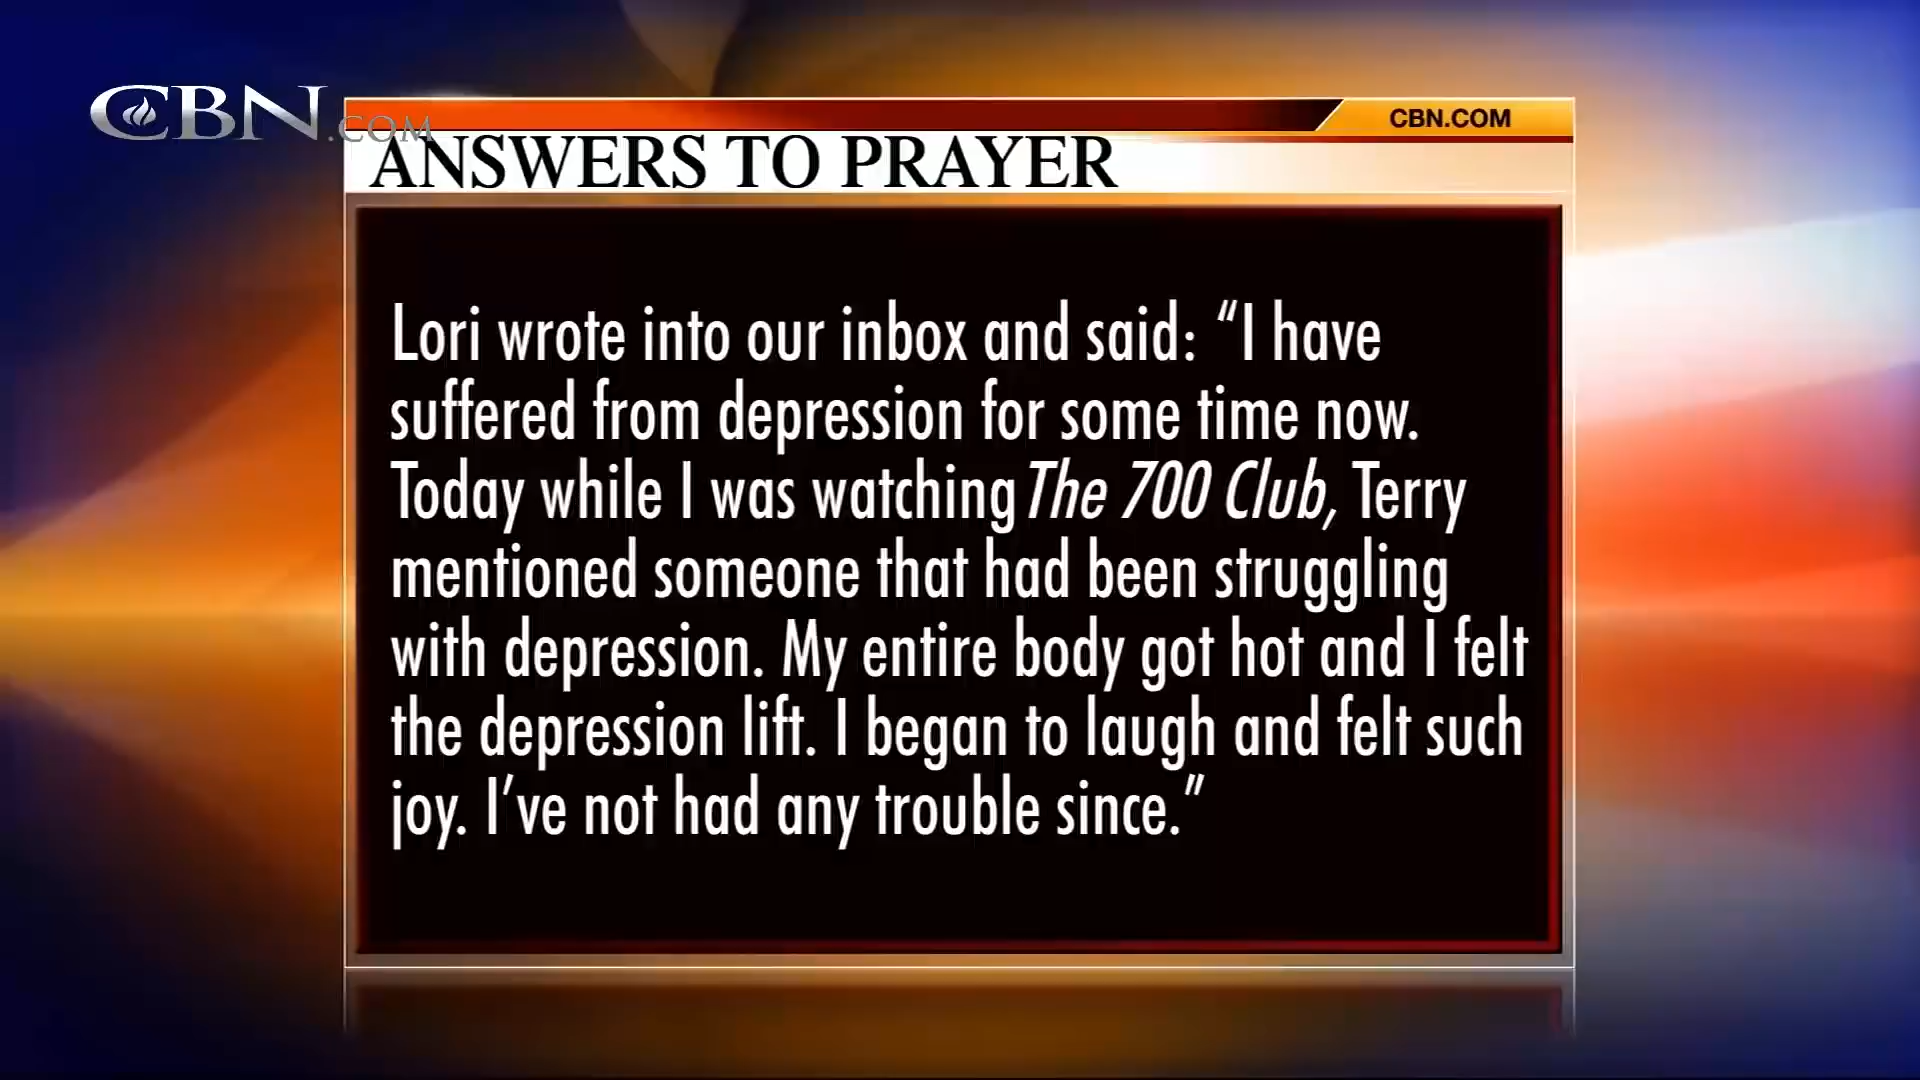 CBN.COM
CBN.COM
ANSWERS TO PRAYER
Lori wrote into our inbox and said: “I have
suffered from depression for some time now.
Today while I was watching The 700 Club, Terry
mentioned someone that had been struggling
with depression. My entire body got hot and I felt
the depression lift. I began to laugh and felt such
joy. I’ve not had any trouble since.”